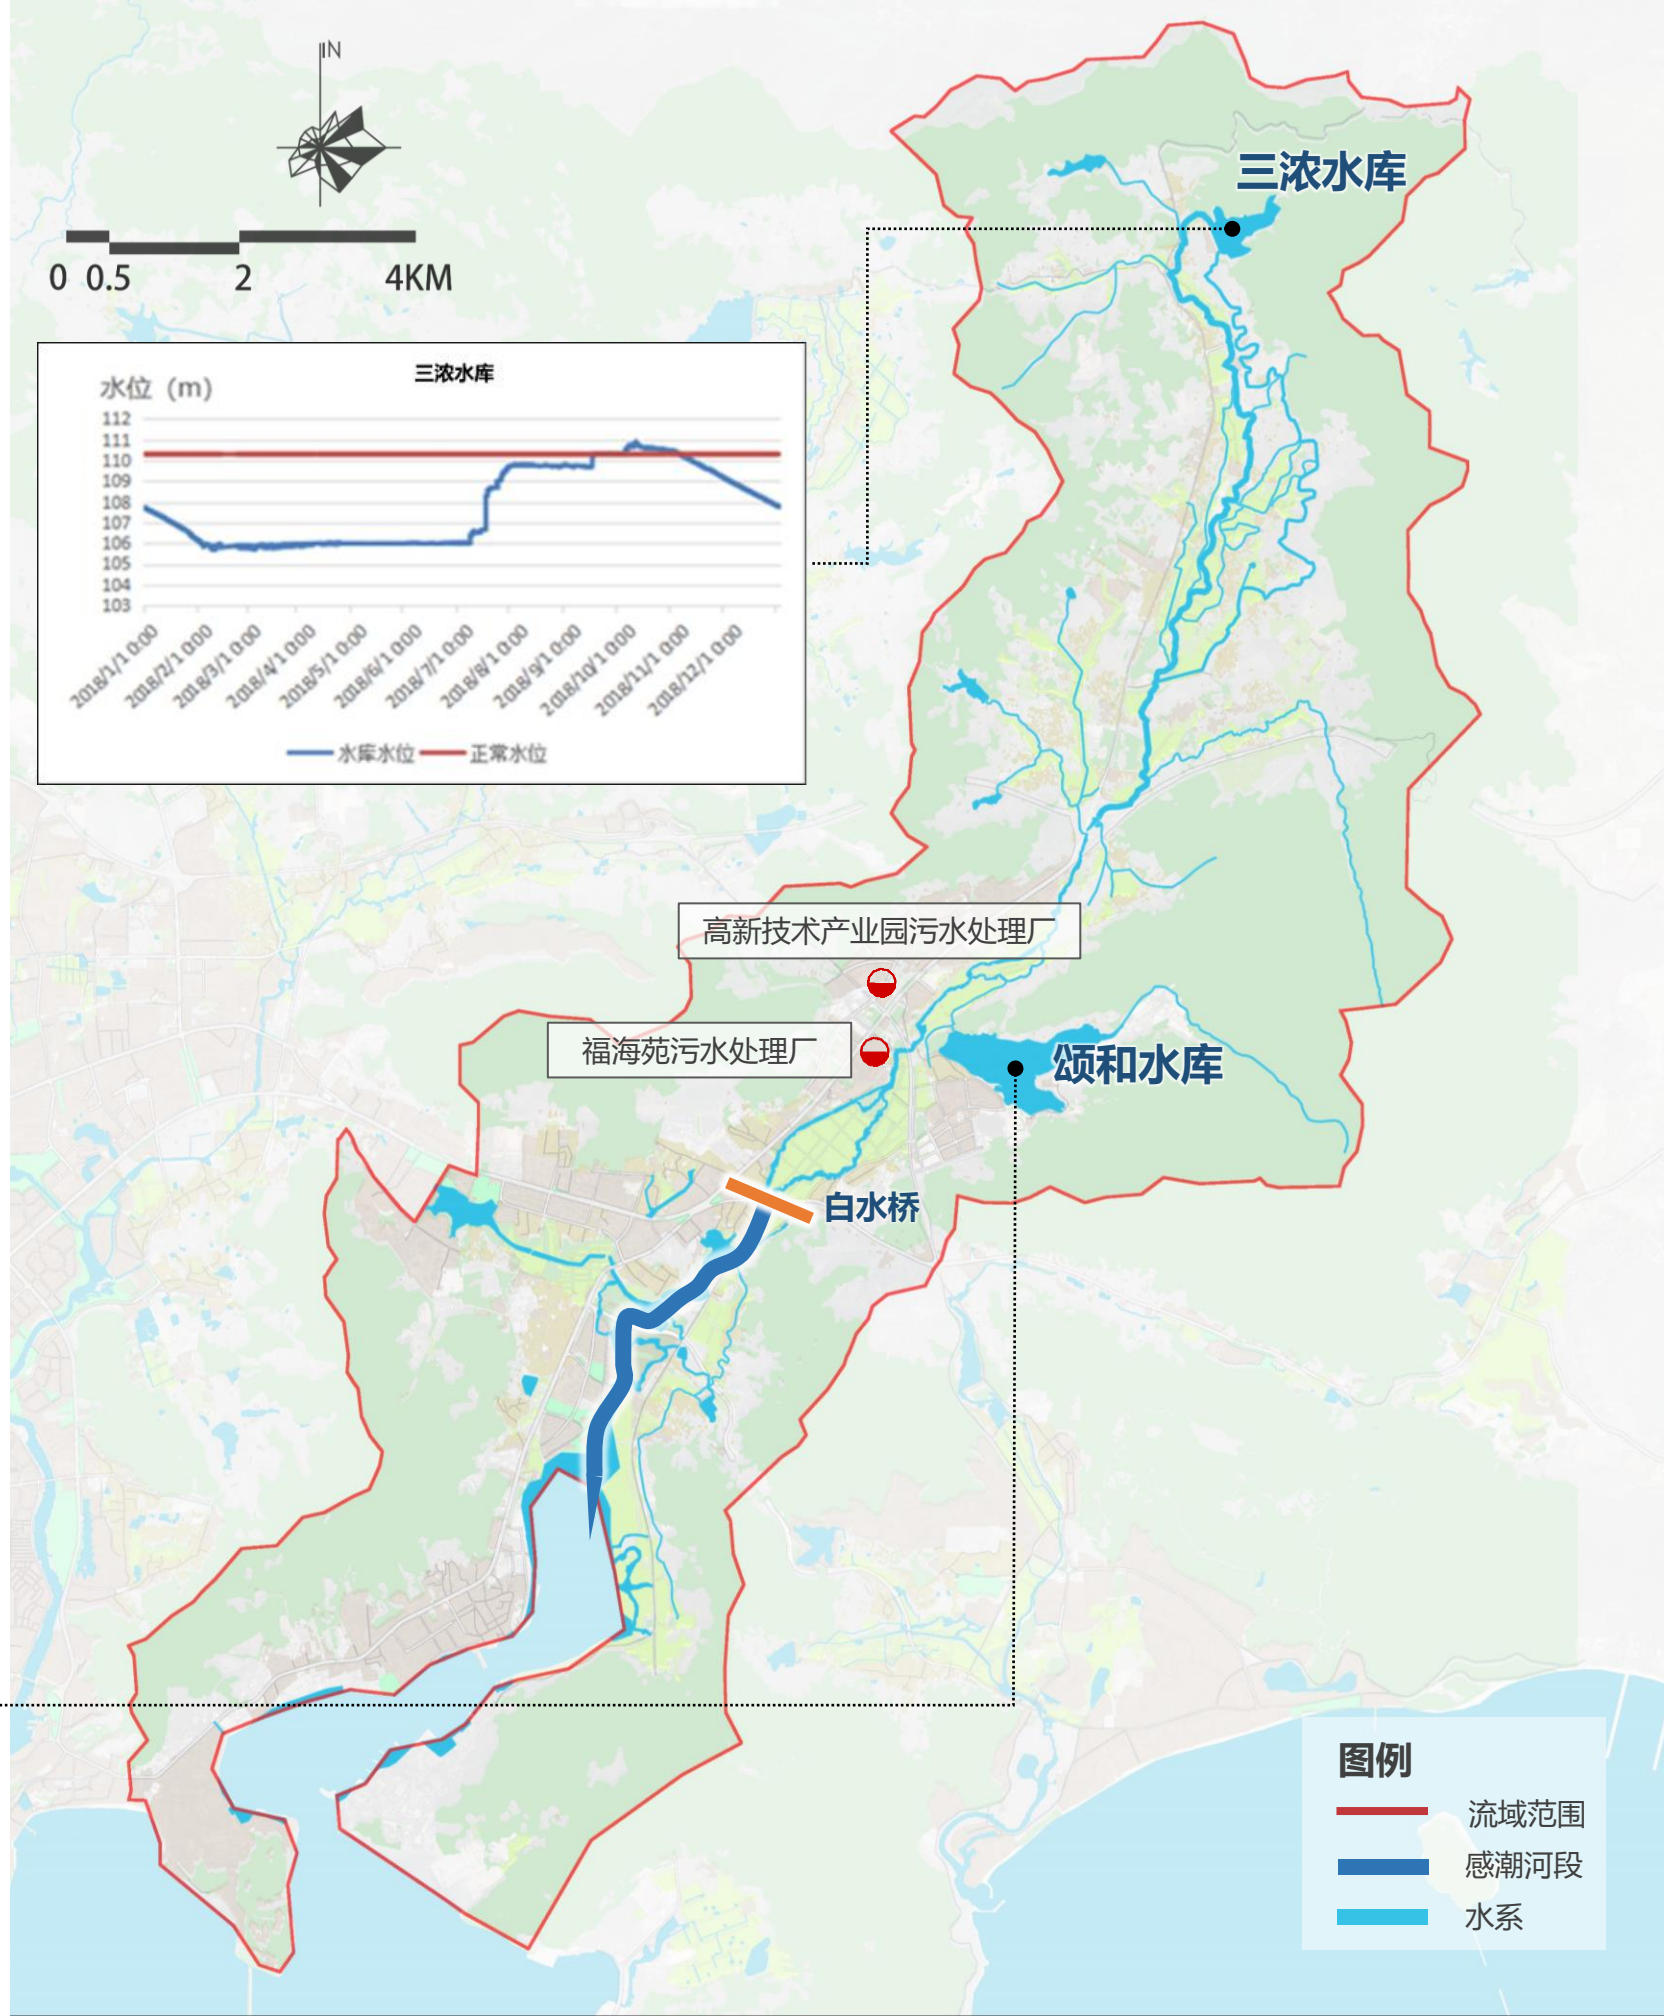 N
0 0.5 2 4KM
三浓水库
三浓水库
水位（m）
112
111
110
109
108
107
106
105
104
103
2018/1/1 0:00
2018/2/1 0:00
2018/3/1 0:00
2018/4/1 0:00
2018/5/1 0:00
2018/6/1 0:00
2018/7/1 0:00
2018/8/1 0:00
2018/9/1 0:00
2018/10/1 0:00
2018/11/1 0:00
2018/12/1 0:00
水库水位 正常水位
高新技术产业园污水处理厂
福海苑污水处理厂
颂和水库
白水桥
图例
流域范围
感潮河段
水系